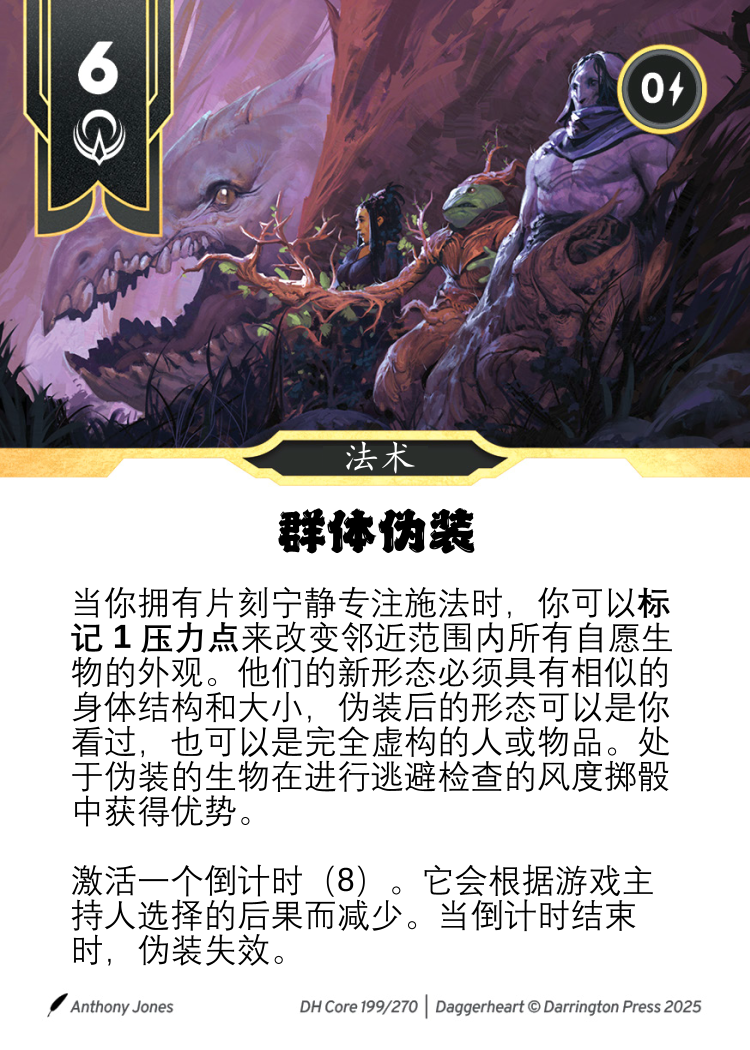 6
0
法术
群体伪装
当你拥有片刻宁静专注施法时，你可以标
记 1 压力点来改变邻近范围内所有自愿生
物的外观。他们的新形态必须具有相似的
身体结构和大小，伪装后的形态可以是你
看过，也可以是完全虚构的人或物品。处
于伪装的生物在进行逃避检查的风度掷骰
中获得优势。
激活一个倒计时（8）。它会根据游戏主
持人选择的后果而减少。当倒计时结束
时，伪装失效。
Anthony Jones DH Core 199/270 | Daggerheart © Darrington Press 2025